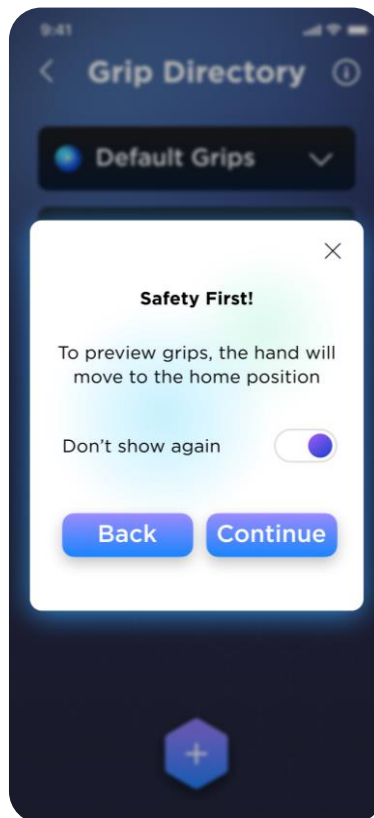 9:41
Grip Directory
Default Grips
Safety First!
To preview grips, the hand will
move to the home position
Don't show again
Back
Continue